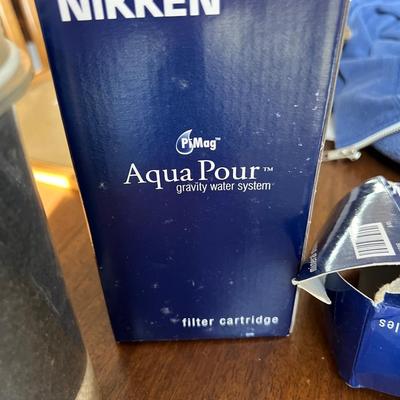 NIKKEN
PiMag™
Aqua Pour™
gravity water system
filter cartridge